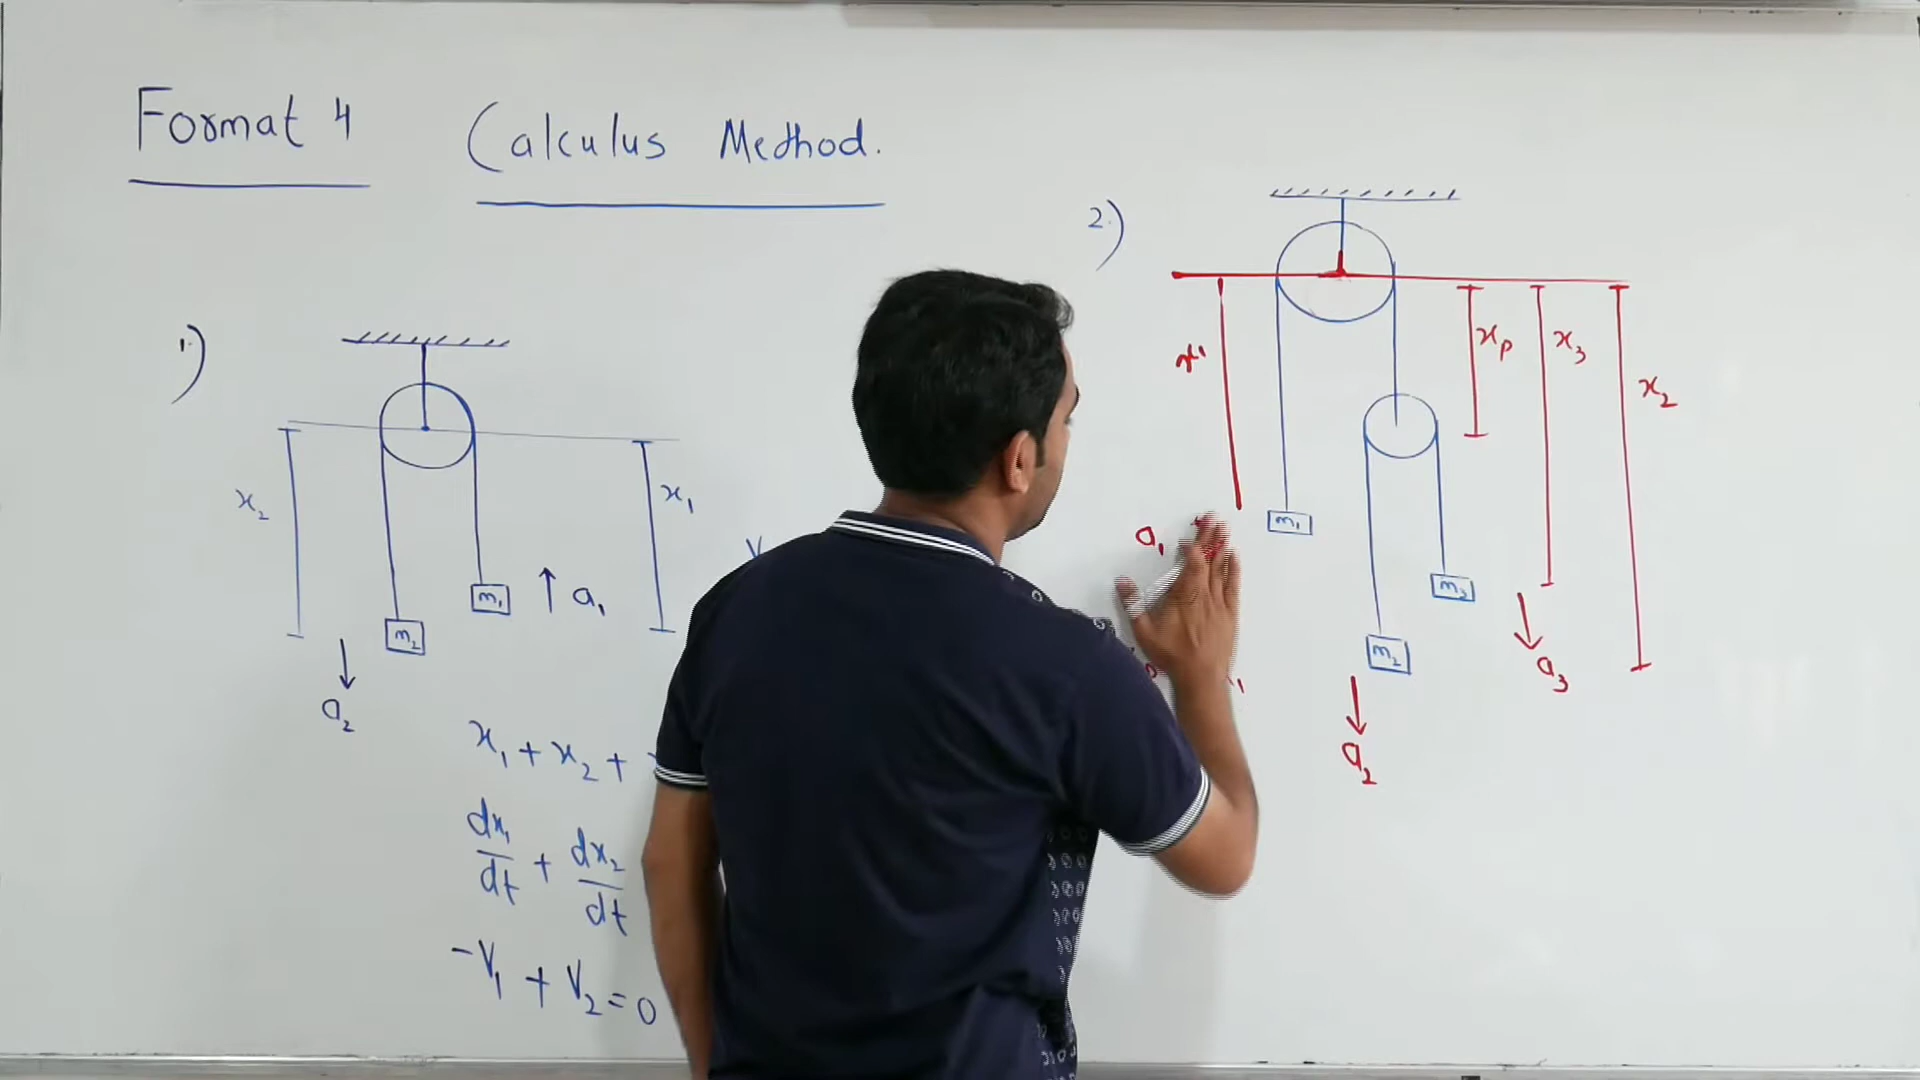 Format 4
Calculus Method.
1.)
x₂
x₁
m₁
m₂
↑ a₁
↓
a₂
x₁ + x₂ +
dx₁/dt + dx₂/dt
-V₁ + V₂ = 0
2.)
x₁
xₚ
x₃
x₂
m₁
a₁
m₃
m₂
↓
a₃
↓
a₂